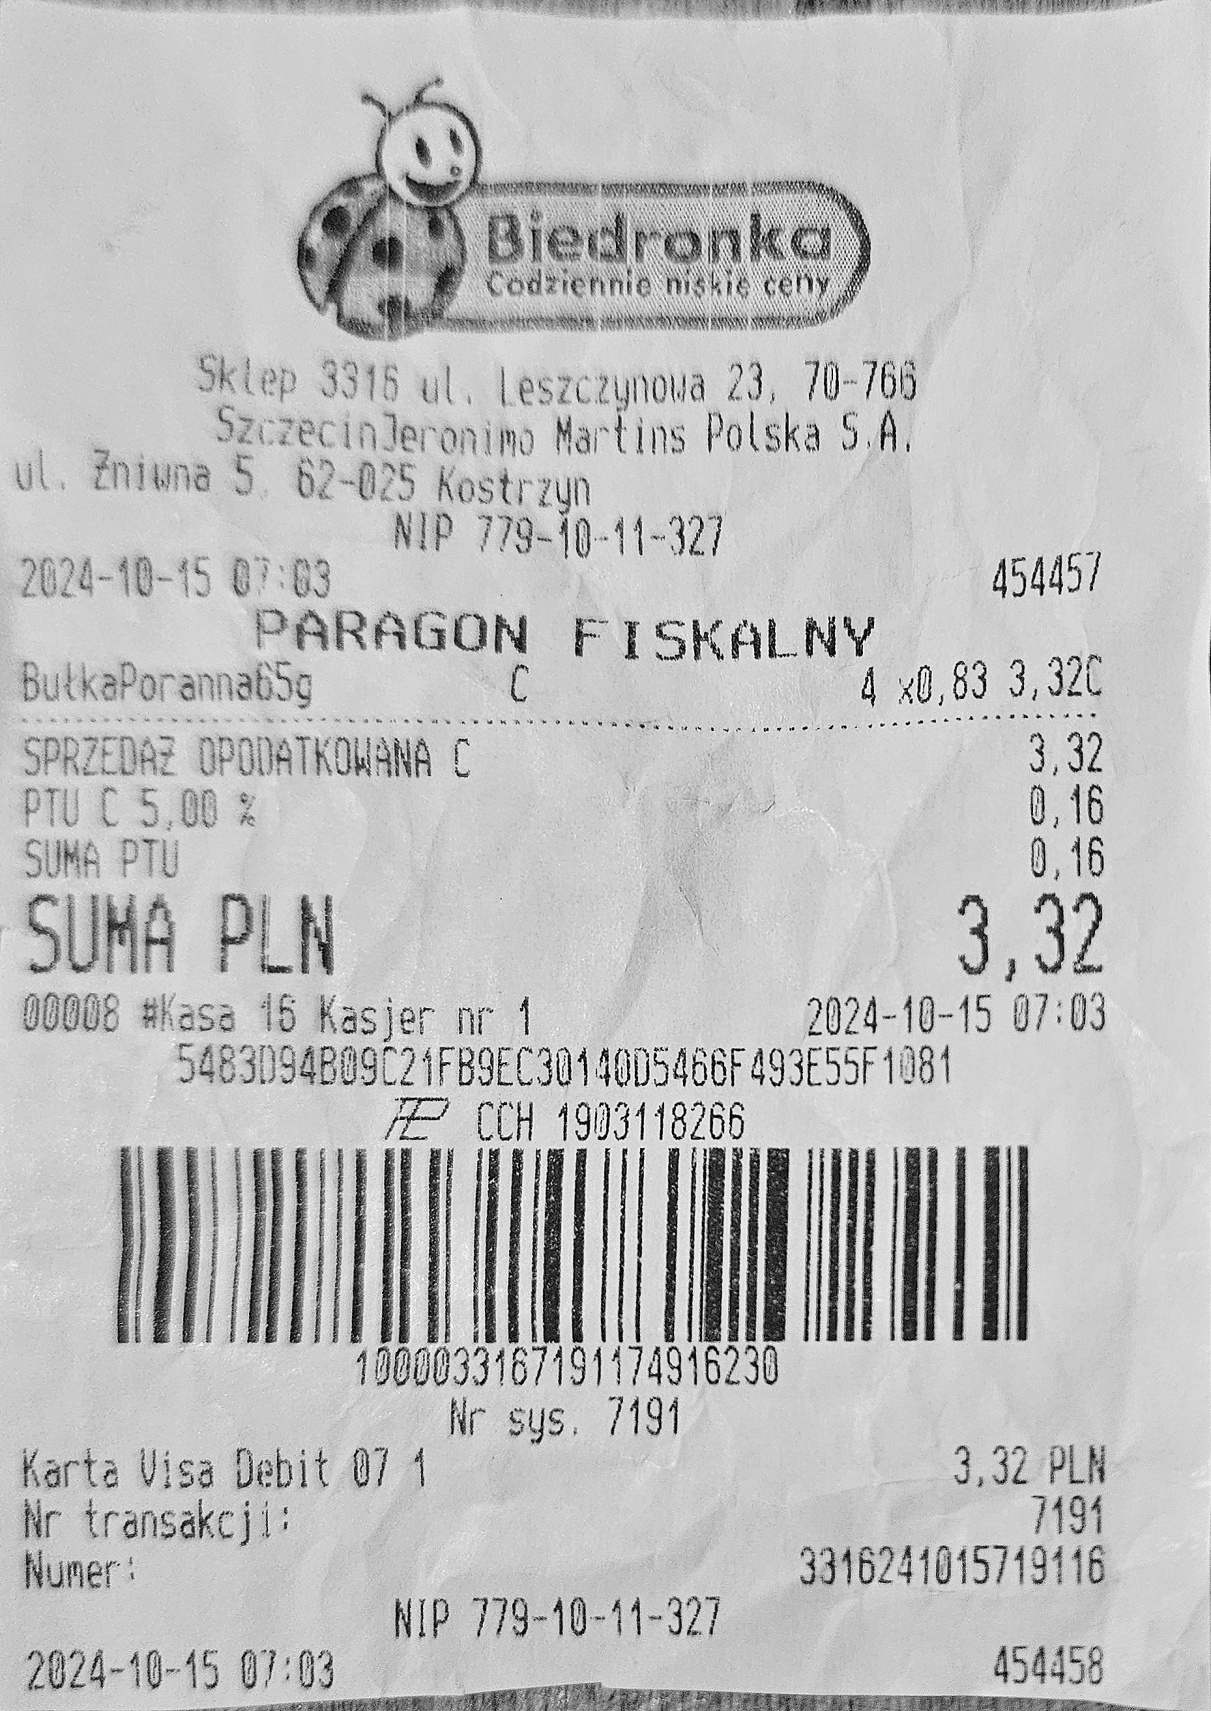 Biedronka
Codziennie niskie ceny
Sklep 3316 ul. Leszczynowa 23, 70-766
SzczecinJeronimo Martins Polska S.A.
ul. Żniwna 5, 62-025 Kostrzyn
NIP 779-10-11-327
2024-10-15 07:03 454457
PARAGON FISKALNY
BułkaPoranna65g C 4 x0,83 3,32C
SPRZEDAŻ OPODATKOWANA C 3,32
PTU C 5,00 % 0,16
SUMA PTU 0,16
SUMA PLN 3,32
00008 #Kasa 16 Kasjer nr 1 2024-10-15 07:03
5483D94B09C21FB9EC30140D5466F493E55F1081
CCH 1903118266
1000033167191174916230
Nr sys. 7191
Karta Visa Debit 07 1 3,32 PLN
Nr transakcji: 7191
Numer: 3316241015719116
NIP 779-10-11-327
2024-10-15 07:03 454458